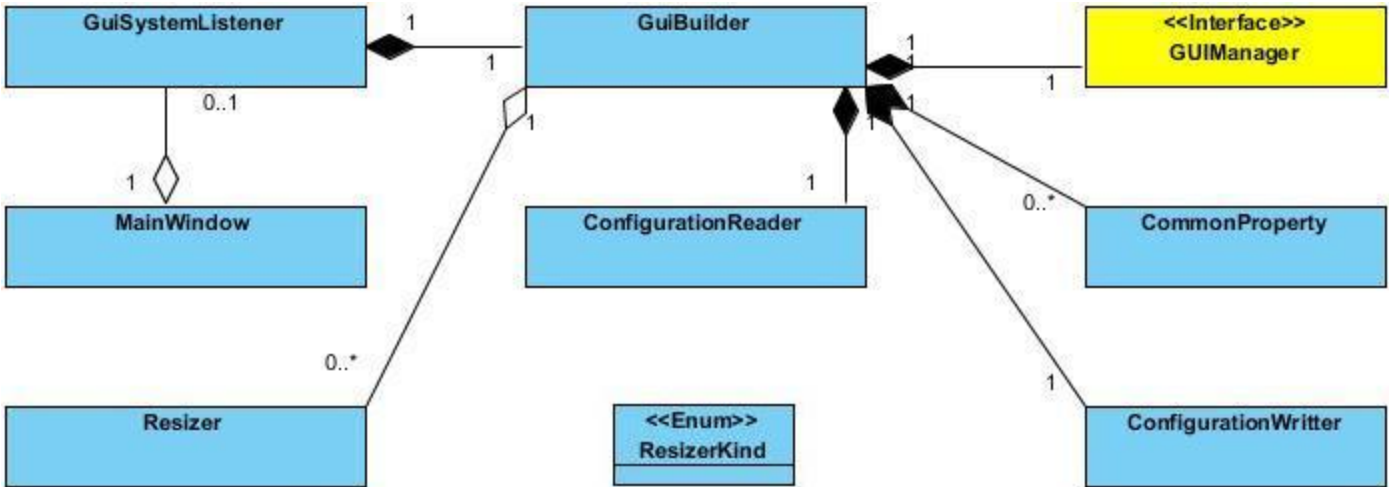 GuiSystemListener
1
1
GuiBuilder
1
1
1
<<Interface>>
GUIManager
0..1
1
1
1
1
MainWindow
1
ConfigurationReader
0..*
CommonProperty
0..*
1
Resizer
<<Enum>>
ResizerKind
ConfigurationWritter